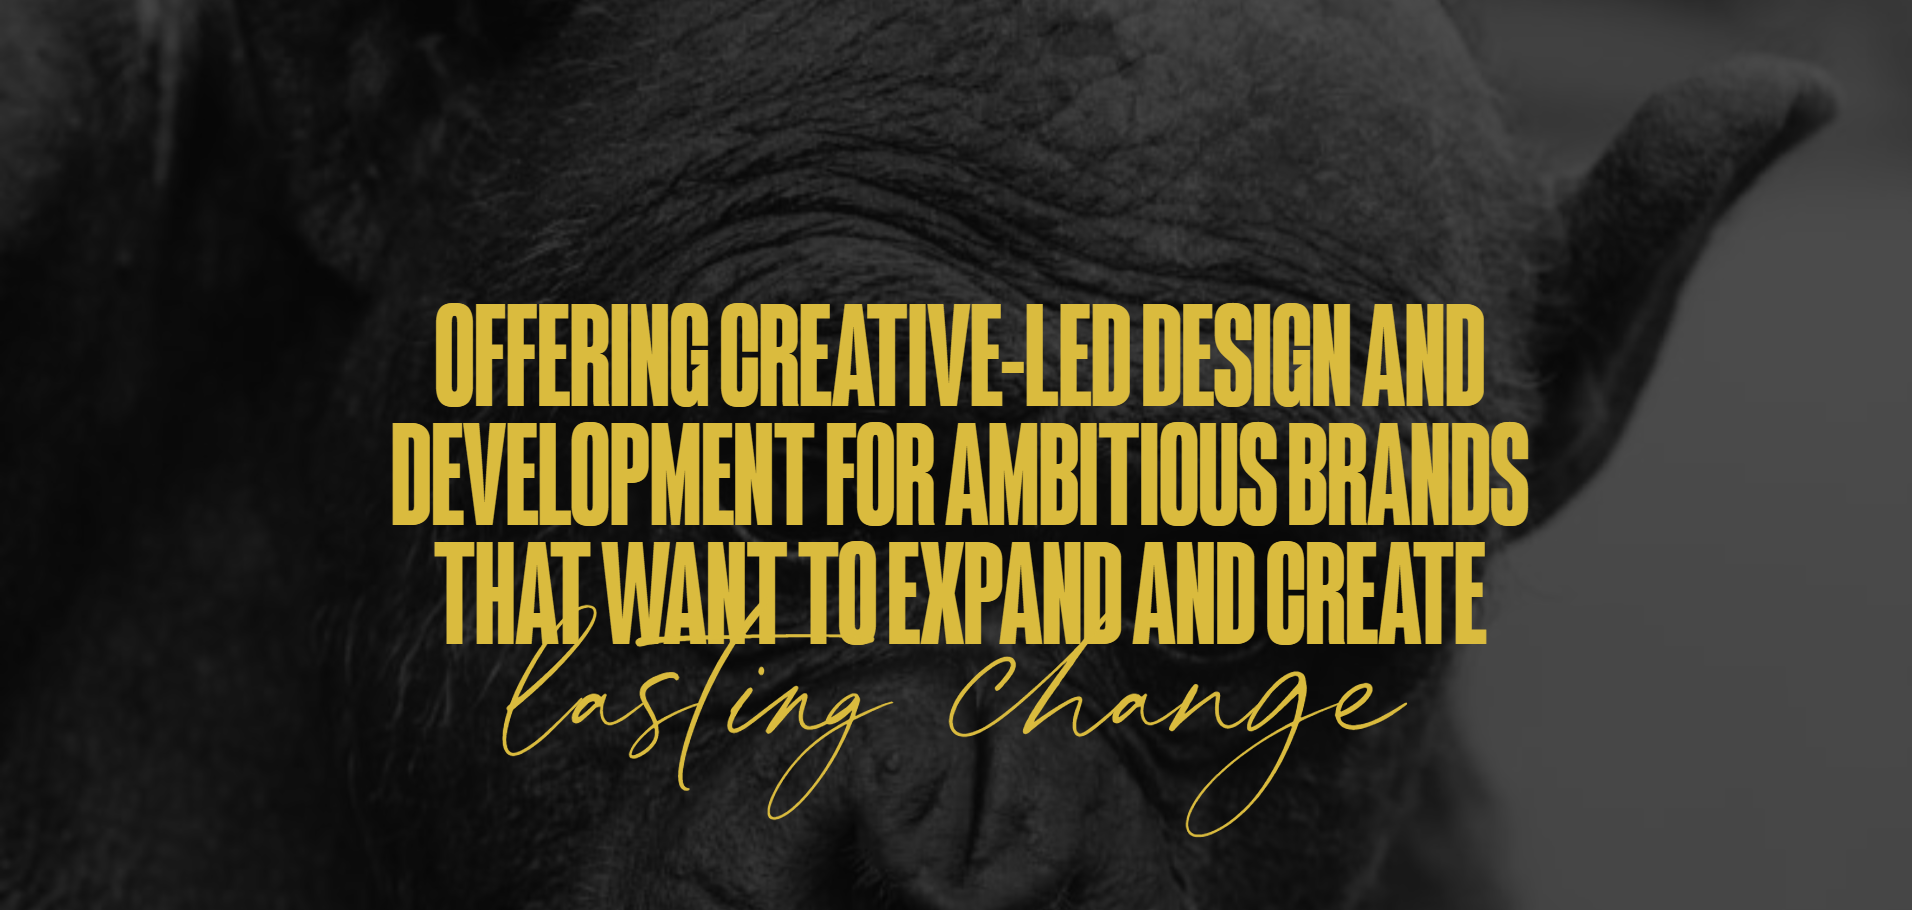 OFFERING CREATIVE-LED DESIGN AND
DEVELOPMENT FOR AMBITIOUS BRANDS
THAT WANT TO EXPAND AND CREATE
lasting change